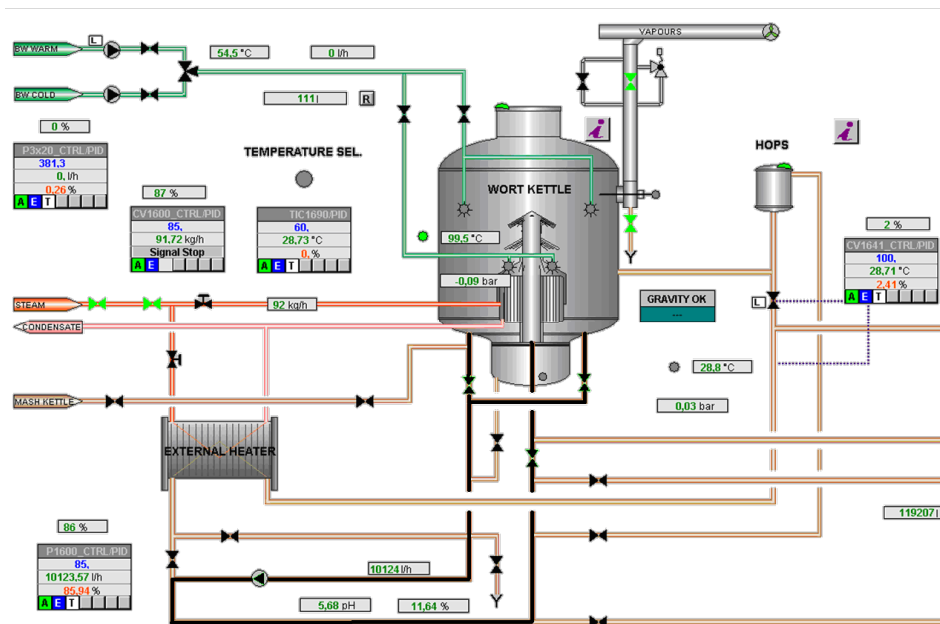 VAPOURS
BW WARM
L
54,5 °C
0 l/h
BW COLD
111 l
R
0 %
P3x20_CTRL/PID
381,3
0, l/h
0,26 %
A E T
TEMPERATURE SEL.
HOPS
i
i
WORT KETTLE
87 %
CV1600_CTRL/PID
85,
91,72 kg/h
Signal Stop
A E
TIC1690/PID
60,
28,73 °C
0, %
A E T
99,5 °C
2 %
CV1641_CTRL/PID
100,
28,71 °C
2,41 %
A E T
-0,09 bar
STEAM
92 kg/h
GRAVITY OK
---
L
CONDENSATE
28,8 °C
MASH KETTLE
0,03 bar
EXTERNAL HEATER
119207 l
86 %
P1600_CTRL/PID
85,
10123,57 l/h
85,94 %
A E T
10124 l/h
5,68 pH
11,64 %